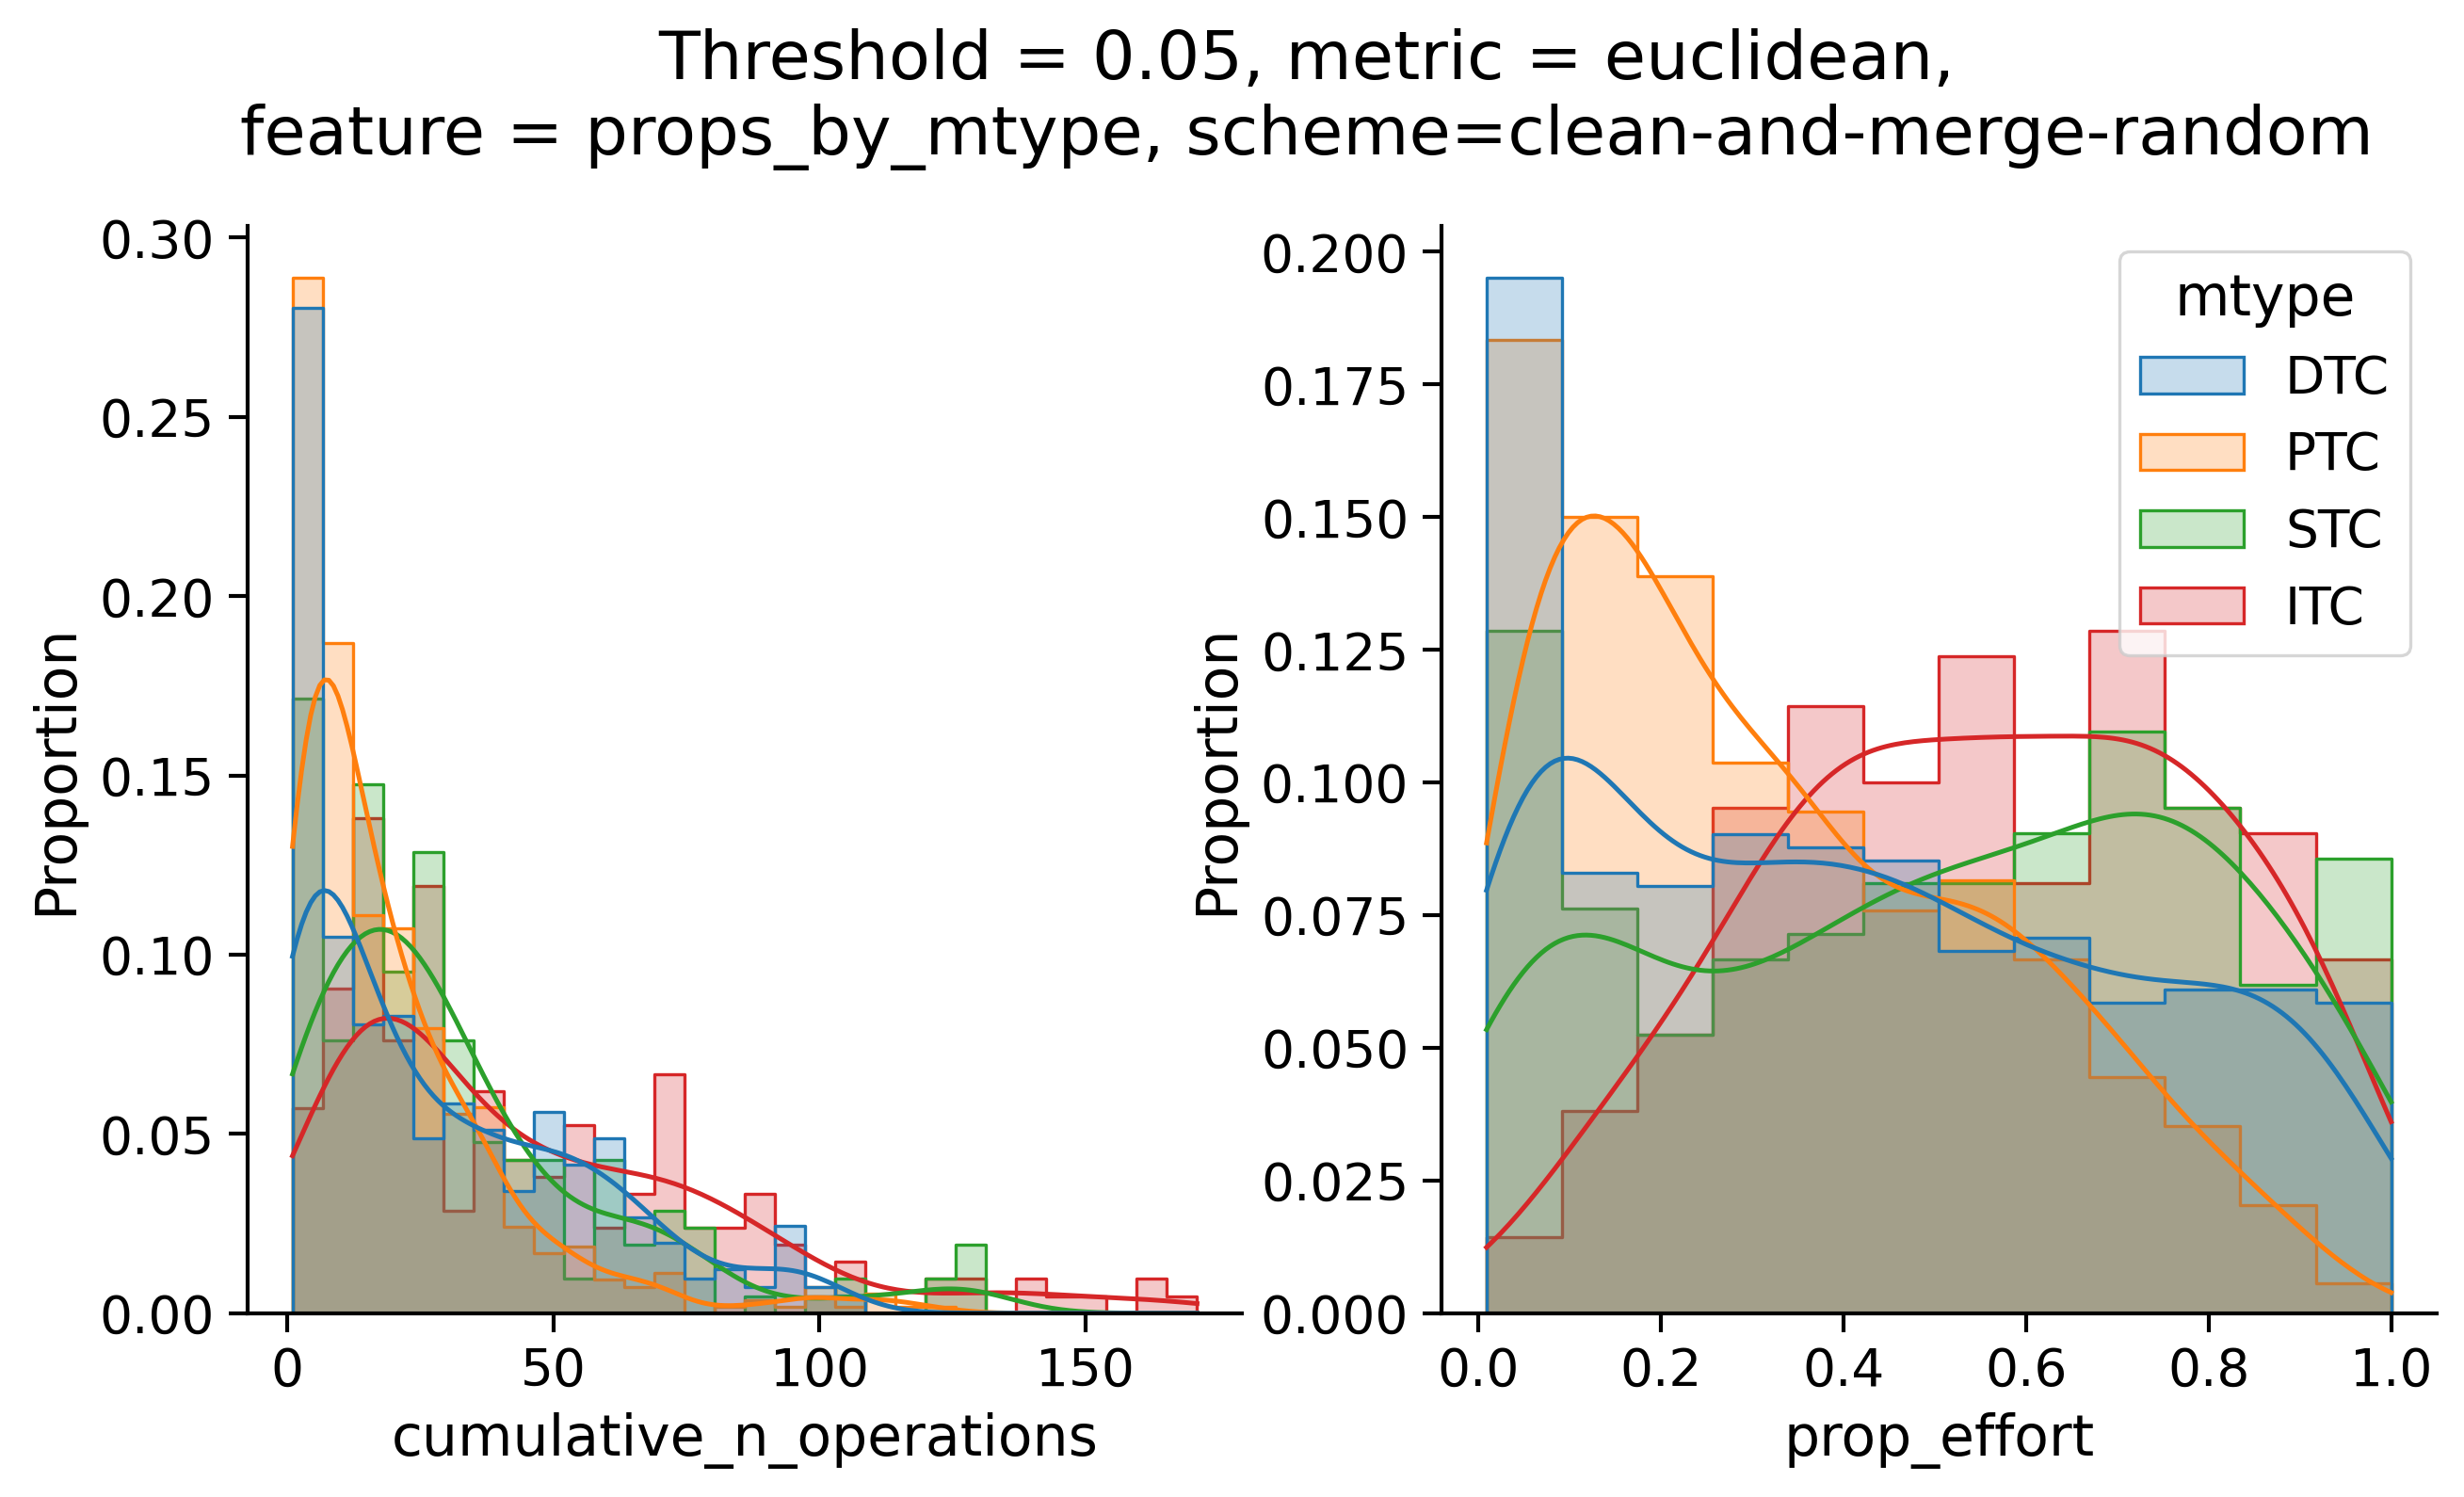 Threshold = 0.05, metric = euclidean,
feature = props_by_mtype, scheme=clean-and-merge-random
0.30
0.25
0.20
0.15
0.10
0.05
0.00
Proportion
0
50
100
150
cumulative_n_operations
0.200
0.175
0.150
0.125
0.100
0.075
0.050
0.025
0.000
Proportion
0.0
0.2
0.4
0.6
0.8
1.0
prop_effort
mtype
DTC
PTC
STC
ITC